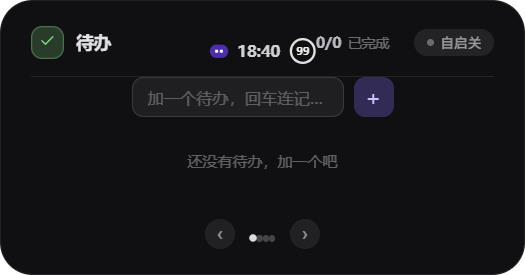 待办
18:40 99 0/0 已完成 自启关
加一个待办，回车连记...
+
还没有待办，加一个吧
‹ ›